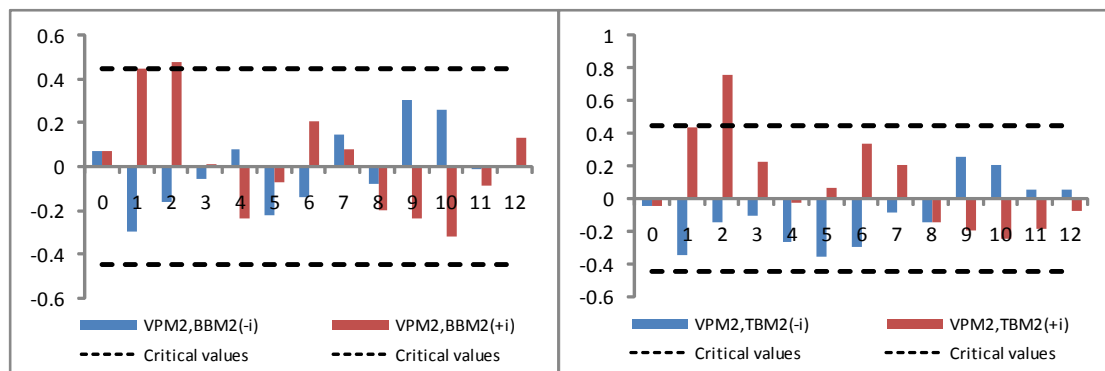 0.6
0.4
0.2
0
-0.2
-0.4
-0.6
0 1 2 3 4 5 6 7 8 9 10 11 12
VPM2,BBM2(-i) VPM2,BBM2(+i)
Critical values Critical values
1
0.8
0.6
0.4
0.2
0
-0.2
-0.4
-0.6
0 1 2 3 4 5 6 7 8 9 10 11 12
VPM2,TBM2(-i) VPM2,TBM2(+i)
Critical values Critical values